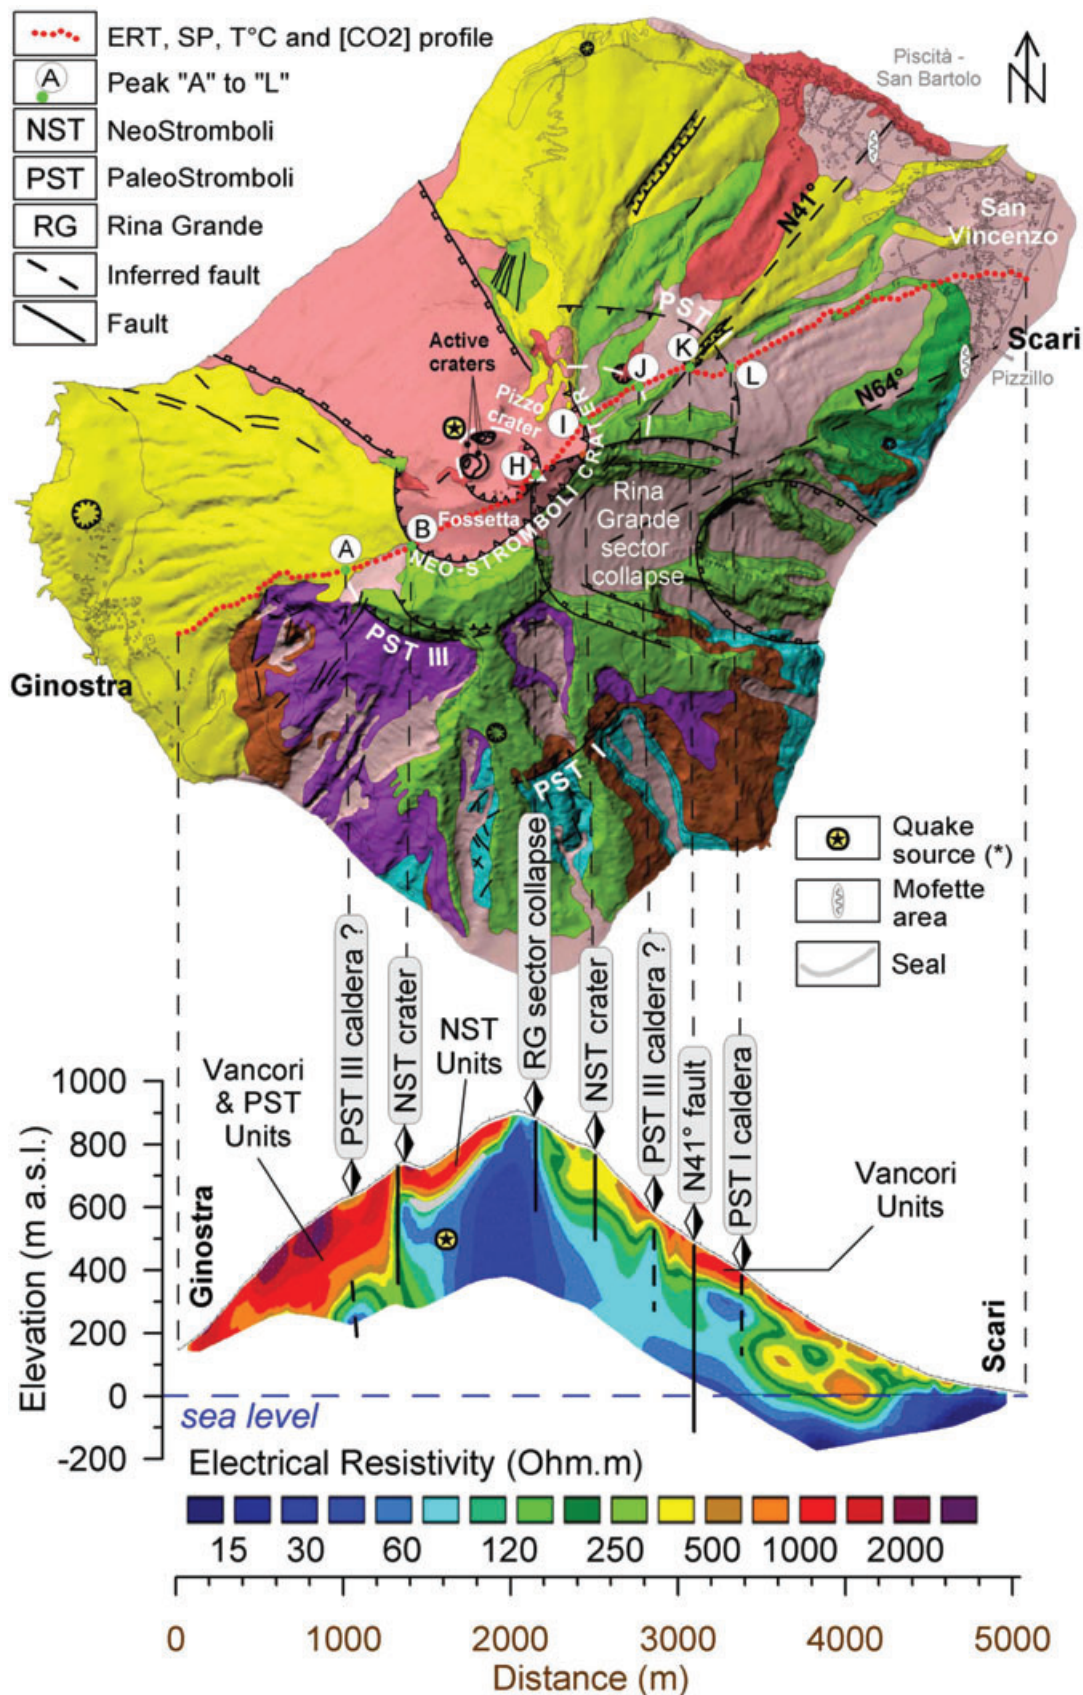 ERT, SP, T°C and [CO2] profile
A
Peak "A" to "L"
NST
NeoStromboli
PST
PaleoStromboli
RG
Rina Grande
Inferred fault
Fault
Piscità -
San Bartolo
N
N41°
San
Vincenzo
Scari
Pizzillo
N64°
PST
K
J
L
I
H
B
A
Active
craters
Pizzo
crater
Fossetta
NEO-STROMBOLI CRATER
Rina
Grande
sector
collapse
PST III
PST I
Ginostra
Quake
source (*)
Mofette
area
Seal
PST III caldera ?
NST crater
RG sector collapse
NST crater
PST III caldera ?
N41° fault
PST I caldera
Vancori
& PST
Units
NST
Units
Vancori
Units
Ginostra
Scari
Elevation (m a.s.l.)
1000
800
600
400
200
0
-200
sea level
Electrical Resistivity (Ohm.m)
15 30 60 120 250 500 1000 2000
0 1000 2000 3000 4000 5000
Distance (m)